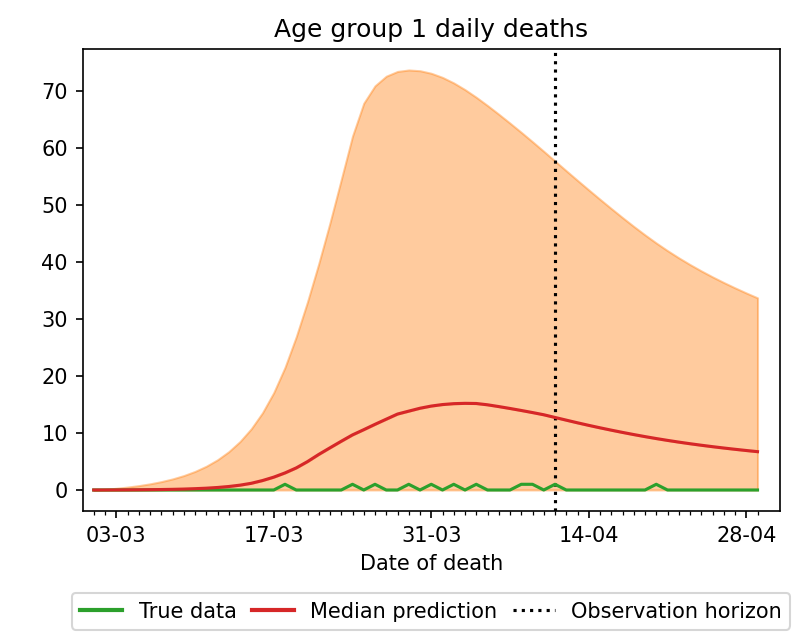 Age group 1 daily deaths
70
60
50
40
30
20
10
0
03-03 17-03 31-03 14-04 28-04
Date of death
True data Median prediction Observation horizon